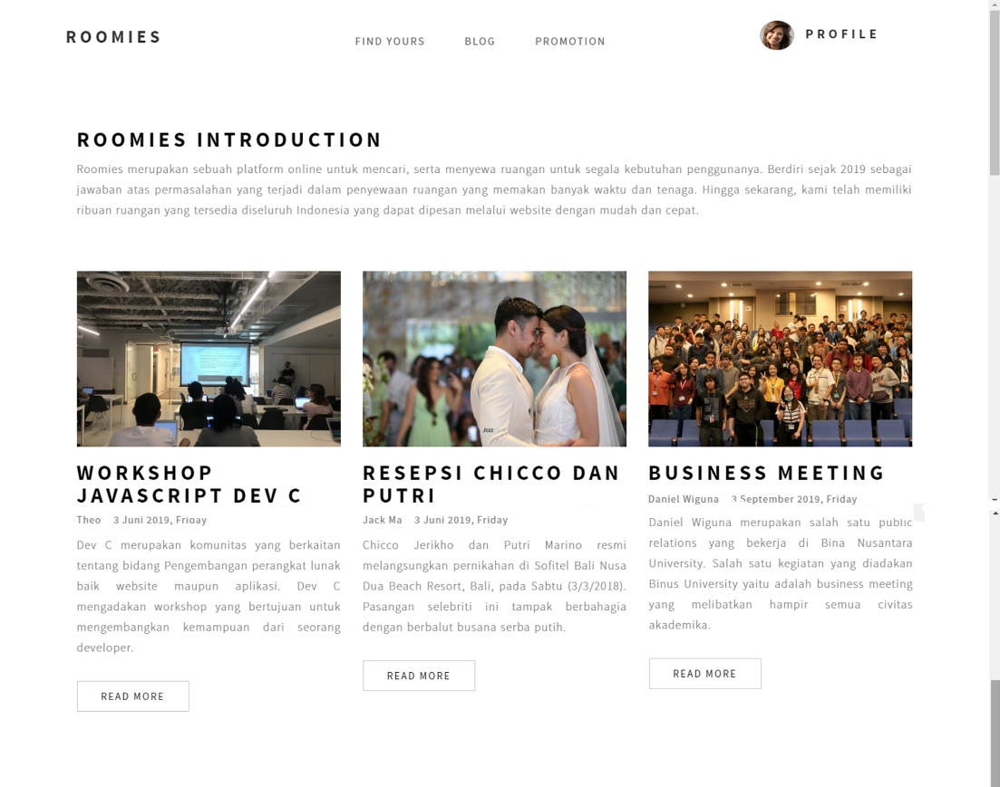 ROOMIES
FIND YOURS
BLOG
PROMOTION
PROFILE
ROOMIES INTRODUCTION
Roomies merupakan sebuah platform online untuk mencari, serta menyewa ruangan untuk segala kebutuhan penggunanya. Berdiri sejak 2019 sebagai
jawaban atas permasalahan yang terjadi dalam penyewaan ruangan yang memakan banyak waktu dan tenaga. Hingga sekarang, kami telah memiliki
ribuan ruangan yang tersedia diseluruh Indonesia yang dapat dipesan melalui website dengan mudah dan cepat.
WORKSHOP
JAVASCRIPT DEV C
Theo 3 Juni 2019, Friday
Dev C merupakan komunitas yang berkaitan
tentang bidang Pengembangan perangkat lunak
baik website maupun aplikasi. Dev C
mengadakan workshop yang bertujuan untuk
mengembangkan kemampuan dari seorang
developer.
READ MORE
Jozz
RESEPSI CHICCO DAN
PUTRI
Jack Ma 3 Juni 2019, Friday
Chicco Jerikho dan Putri Marino resmi
melangsungkan pernikahan di Sofitel Bali Nusa
Dua Beach Resort, Bali, pada Sabtu (3/3/2018).
Pasangan selebriti ini tampak berbahagia
dengan berbalut busana serba putih.
READ MORE
BUSINESS MEETING
Daniel Wiguna 3 September 2019, Friday
Daniel Wiguna merupakan salah satu public
relations yang bekerja di Bina Nusantara
University. Salah satu kegiatan yang diadakan
Binus University yaitu adalah business meeting
yang melibatkan hampir semua civitas
akademika.
READ MORE